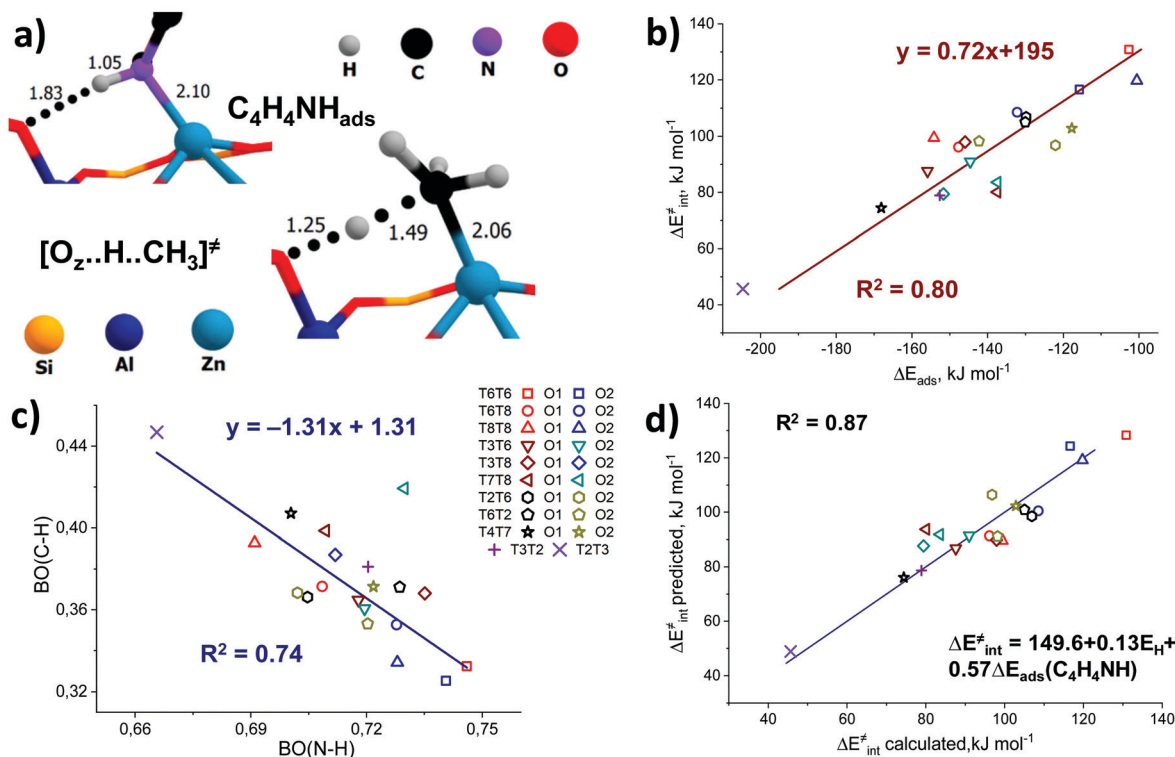 a)
1.05
1.83
2.10
H C N O
C₄H₄NHads
1.25
1.49
2.06
[Oz..H..CH₃]≠
Si Al Zn
b)
y = 0.72x+195
R² = 0.80
ΔE≠int, kJ mol⁻¹
140
120
100
80
60
40
-200 -180 -160 -140 -120 -100
ΔEads, kJ mol⁻¹
c)
y = –1.31x + 1.31
R² = 0.74
BO(C-H)
0,44
0,40
0,36
0,32
0,66 0,69 0,72 0,75
BO(N-H)
T6T6 O1 O2
T6T8 O1 O2
T8T8 O1 O2
T3T6 O1 O2
T3T8 O1 O2
T7T8 O1 O2
T2T6 O1 O2
T6T2 O1 O2
T4T7 O1 O2
T3T2 T2T3
d)
R² = 0.87
ΔE≠int predicted, kJ mol⁻¹
140
120
100
80
60
40
ΔE≠int = 149.6+0.13EH+
0.57ΔEads(C₄H₄NH)
40 60 80 100 120 140
ΔE≠int calculated,kJ mol⁻¹